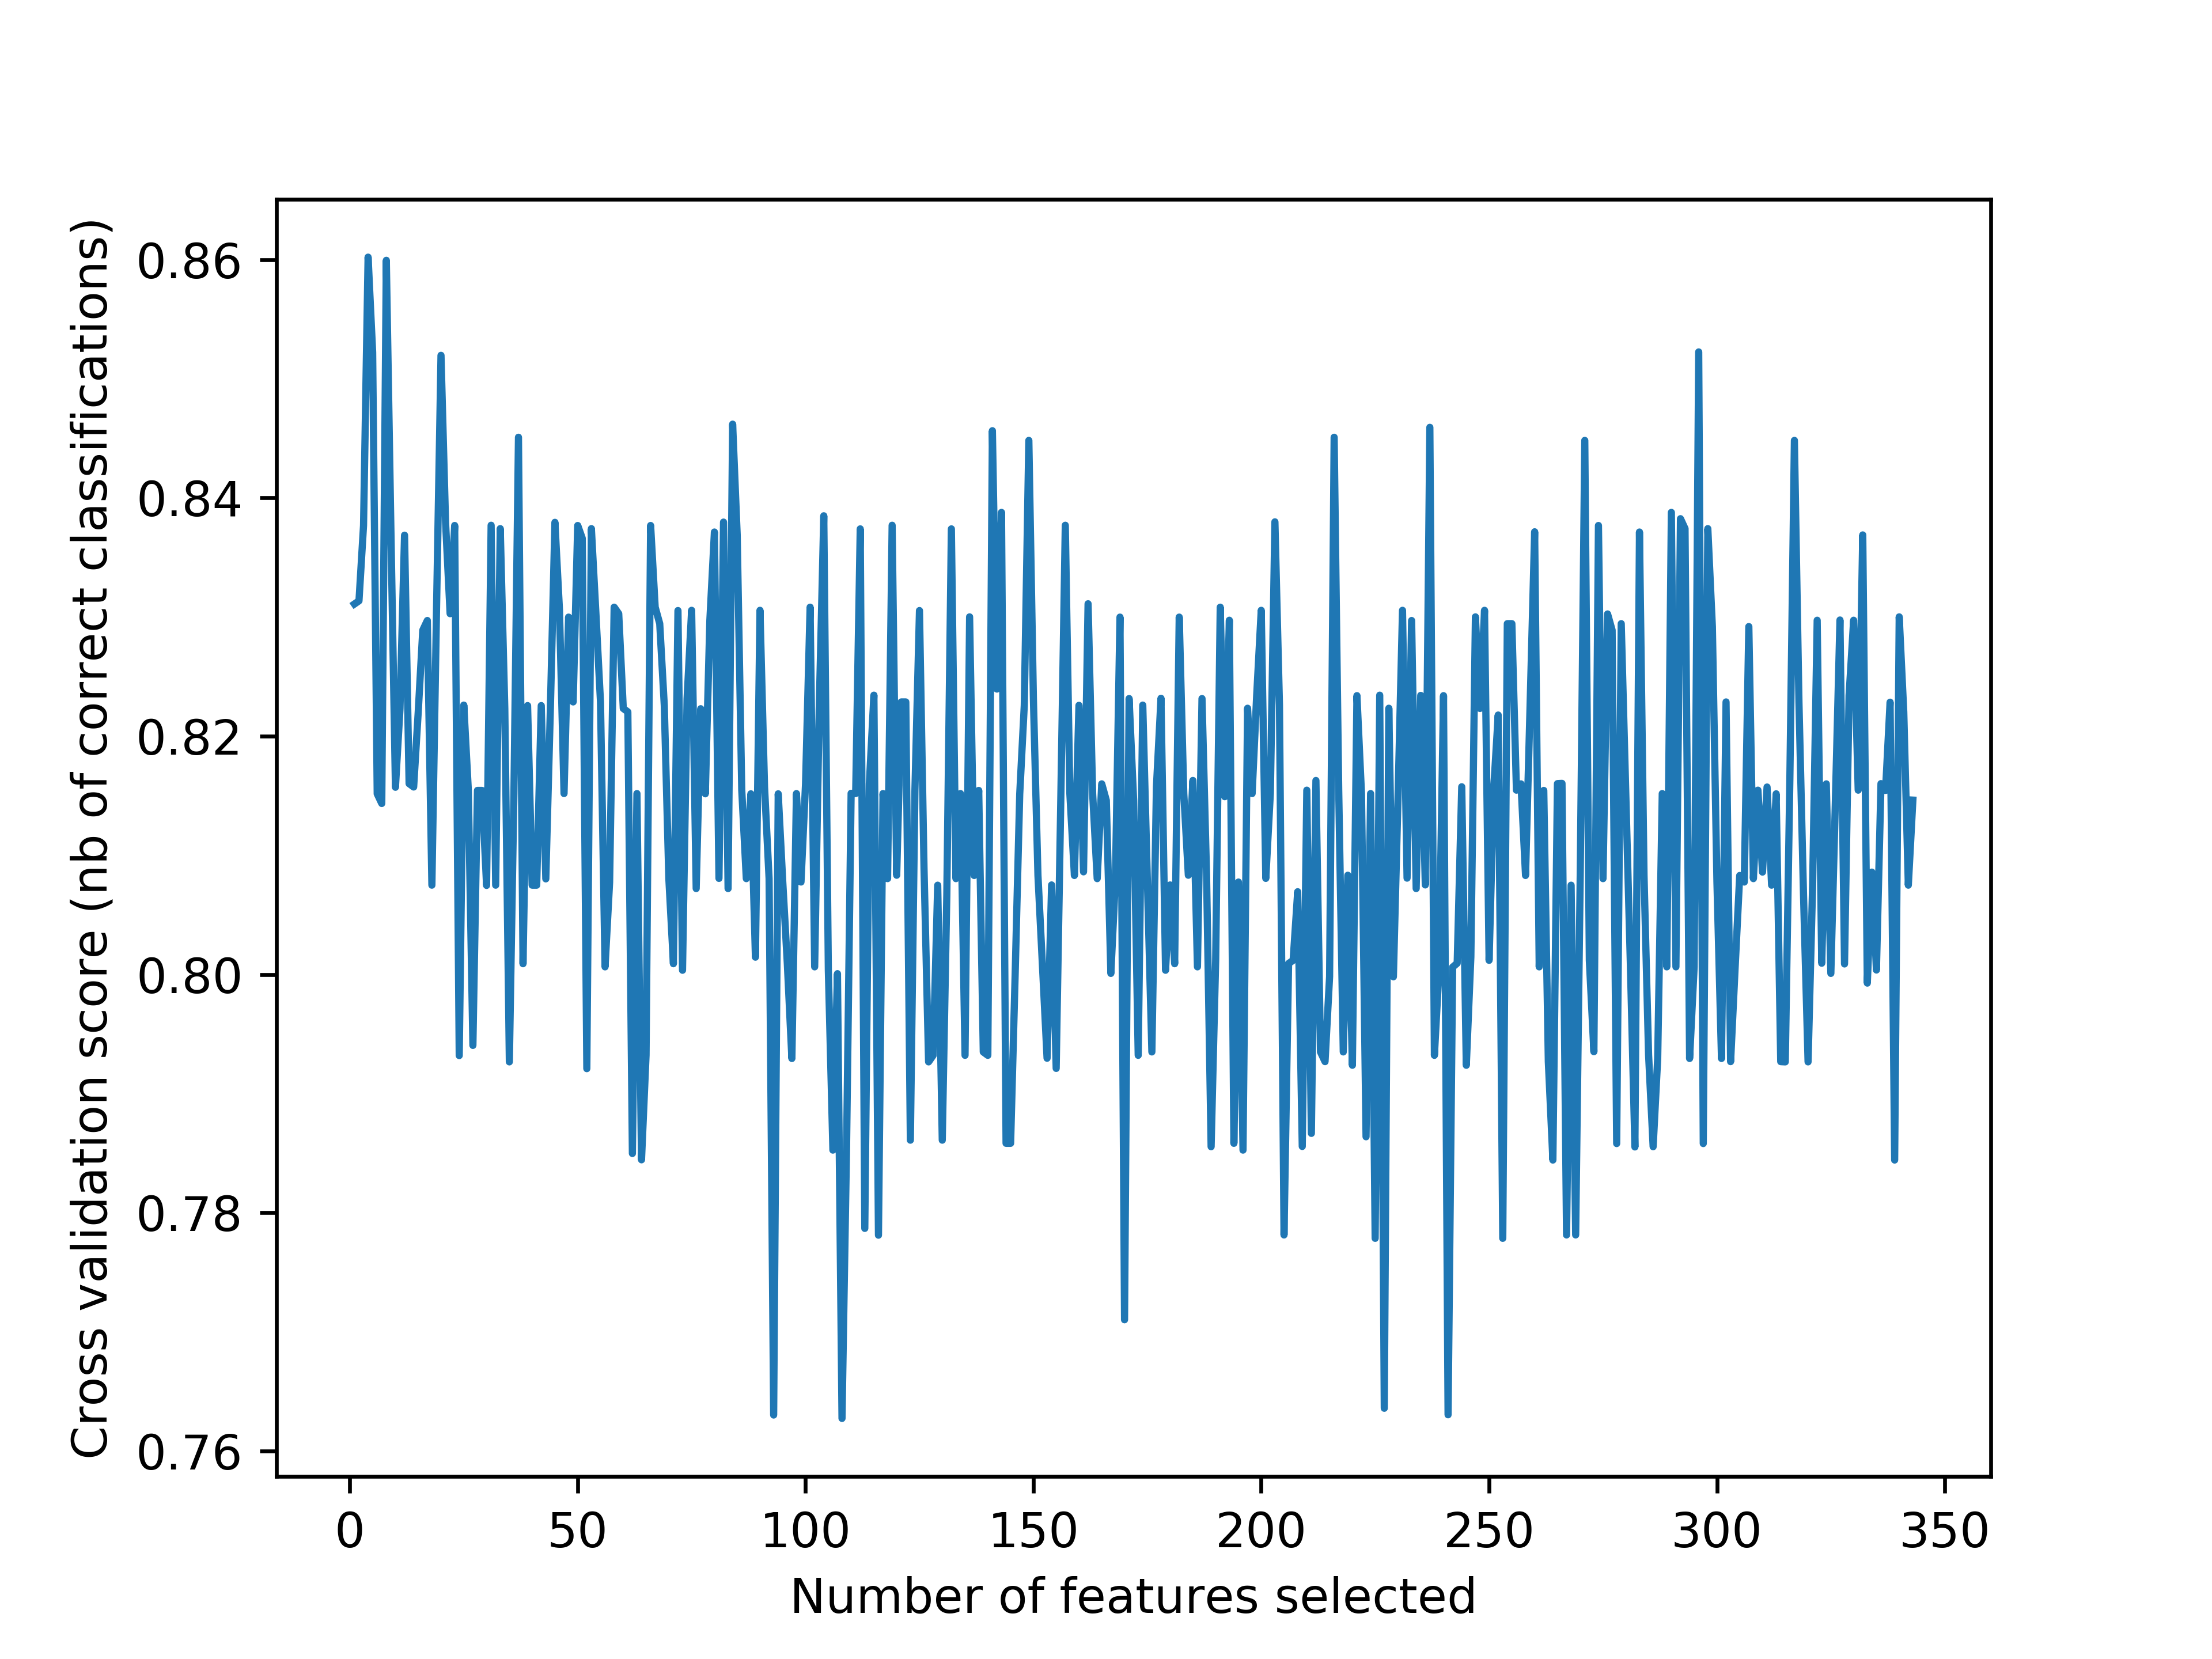 Cross validation score (nb of correct classifications)
0.86
0.84
0.82
0.80
0.78
0.76
0 50 100 150 200 250 300 350
Number of features selected